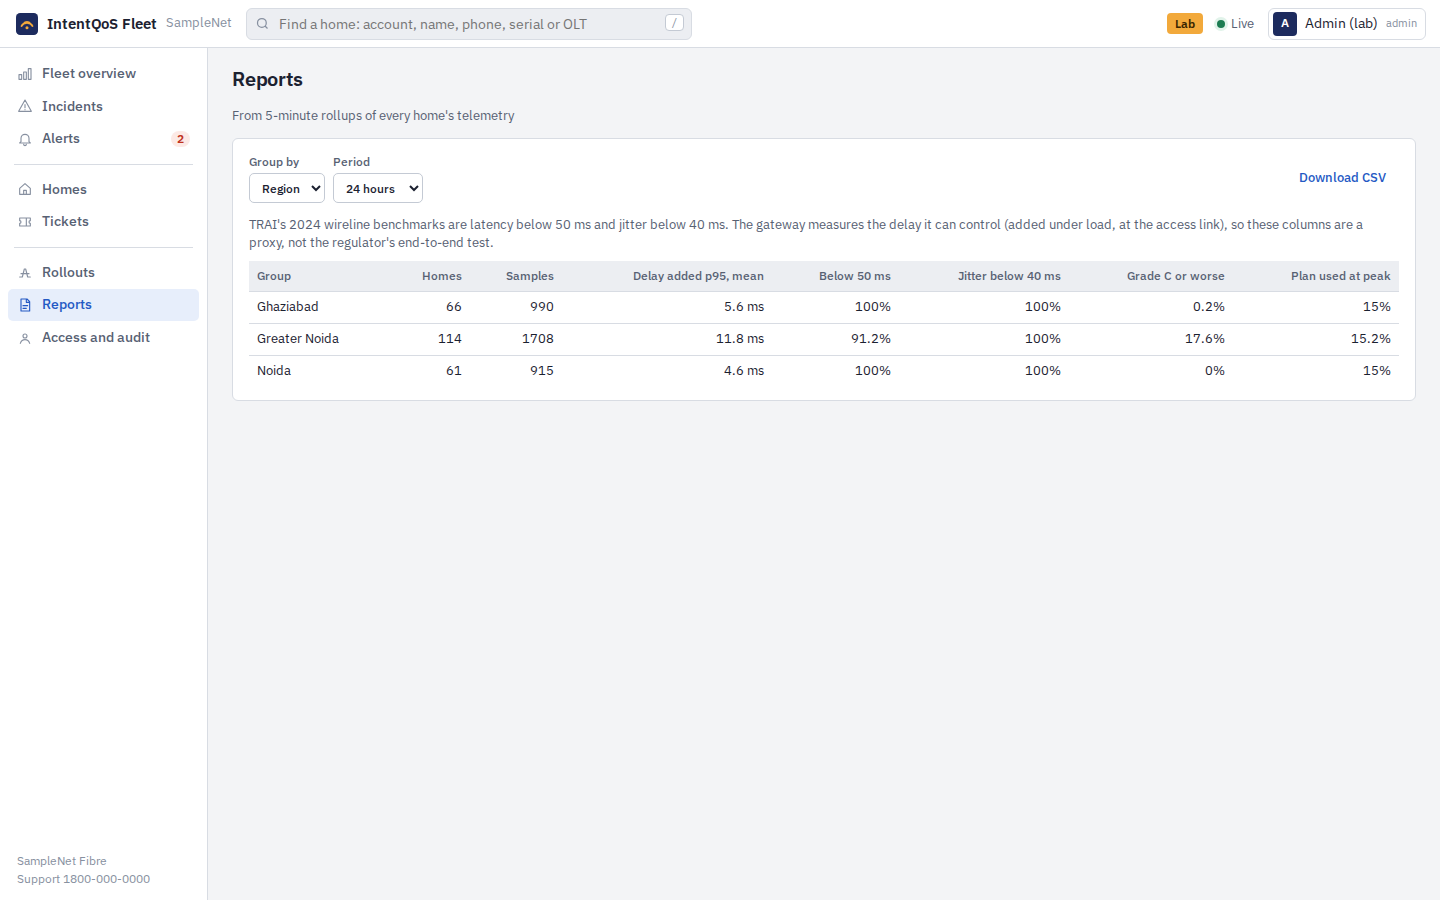 IntentQoS Fleet SampleNet
Find a home: account, name, phone, serial or OLT /
Lab Live A Admin (lab) admin
Fleet overview
Incidents
Alerts 2
Homes
Tickets
Rollouts
Reports
Access and audit
SampleNet Fibre
Support 1800-000-0000
Reports
From 5-minute rollups of every home's telemetry
Group by Period
Region 24 hours
Download CSV
TRAI's 2024 wireline benchmarks are latency below 50 ms and jitter below 40 ms. The gateway measures the delay it can control (added under load, at the access link), so these columns are a
proxy, not the regulator's end-to-end test.
Group Homes Samples Delay added p95, mean Below 50 ms Jitter below 40 ms Grade C or worse Plan used at peak
Ghaziabad 66 990 5.6 ms 100% 100% 0.2% 15%
Greater Noida 114 1708 11.8 ms 91.2% 100% 17.6% 15.2%
Noida 61 915 4.6 ms 100% 100% 0% 15%